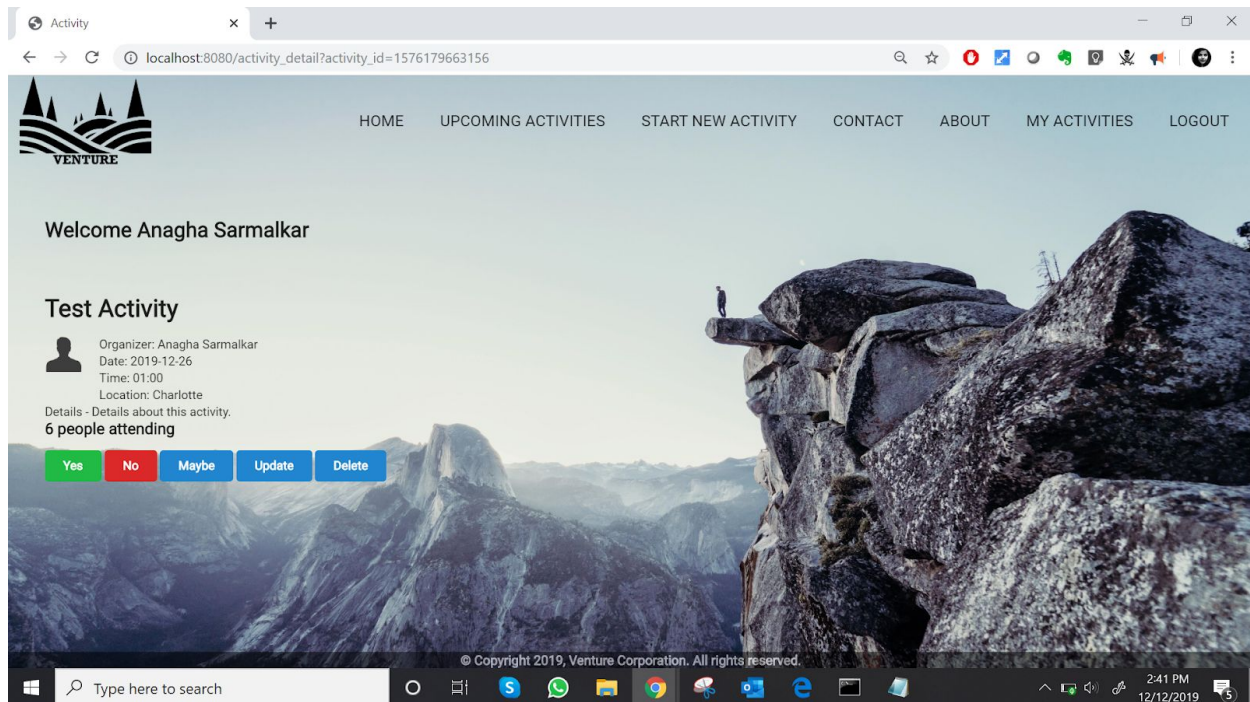 Activity
localhost:8080/activity_detail?activity_id=1576179663156
VENTURE
HOME UPCOMING ACTIVITIES START NEW ACTIVITY CONTACT ABOUT MY ACTIVITIES LOGOUT
Welcome Anagha Sarmalkar
Test Activity
Organizer: Anagha Sarmalkar
Date: 2019-12-26
Time: 01:00
Location: Charlotte
Details - Details about this activity.
6 people attending
Yes No Maybe Update Delete
© Copyright 2019, Venture Corporation. All rights reserved.
Type here to search
2:41 PM
12/12/2019
5